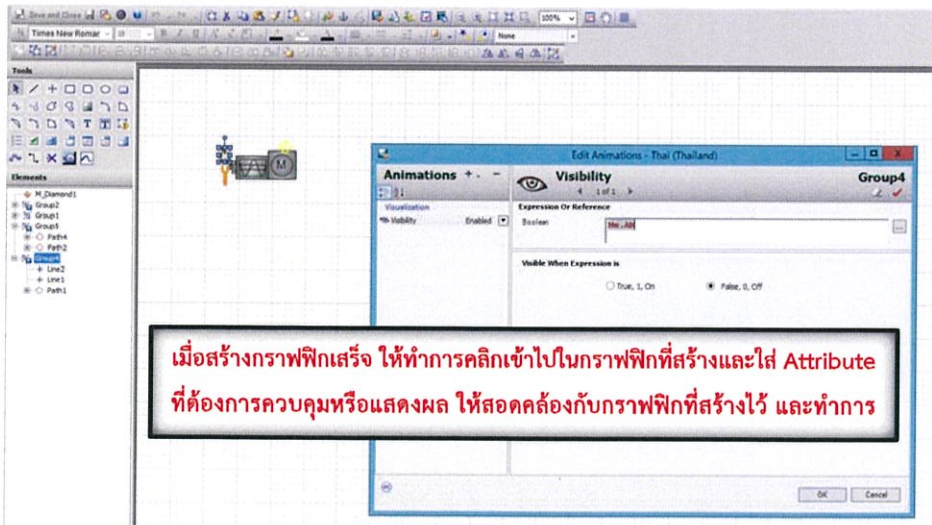 Save and Close
100%
Times New Romar
None
Tools
Elements
M_Diamond1
Group2
Group1
Group5
Path4
Path2
Group4
Line2
Line1
Path1
Edit Animations - Thai (Thailand)
Animations
Visualization
Visibility Enabled
Visibility
1 of 1
Group4
Expression Or Reference
Boolean
Visible When Expression is
True, 1, On
False, 0, Off
M
เมื่อสร้างกราฟฟิกเสร็จ ให้ทำการคลิกเข้าไปในกราฟฟิกที่สร้างและใส่ Attribute
ที่ต้องการควบคุมหรือแสดงผล ให้สอดคล้องกับกราฟฟิกที่สร้างไว้ และทำการ
OK Cancel